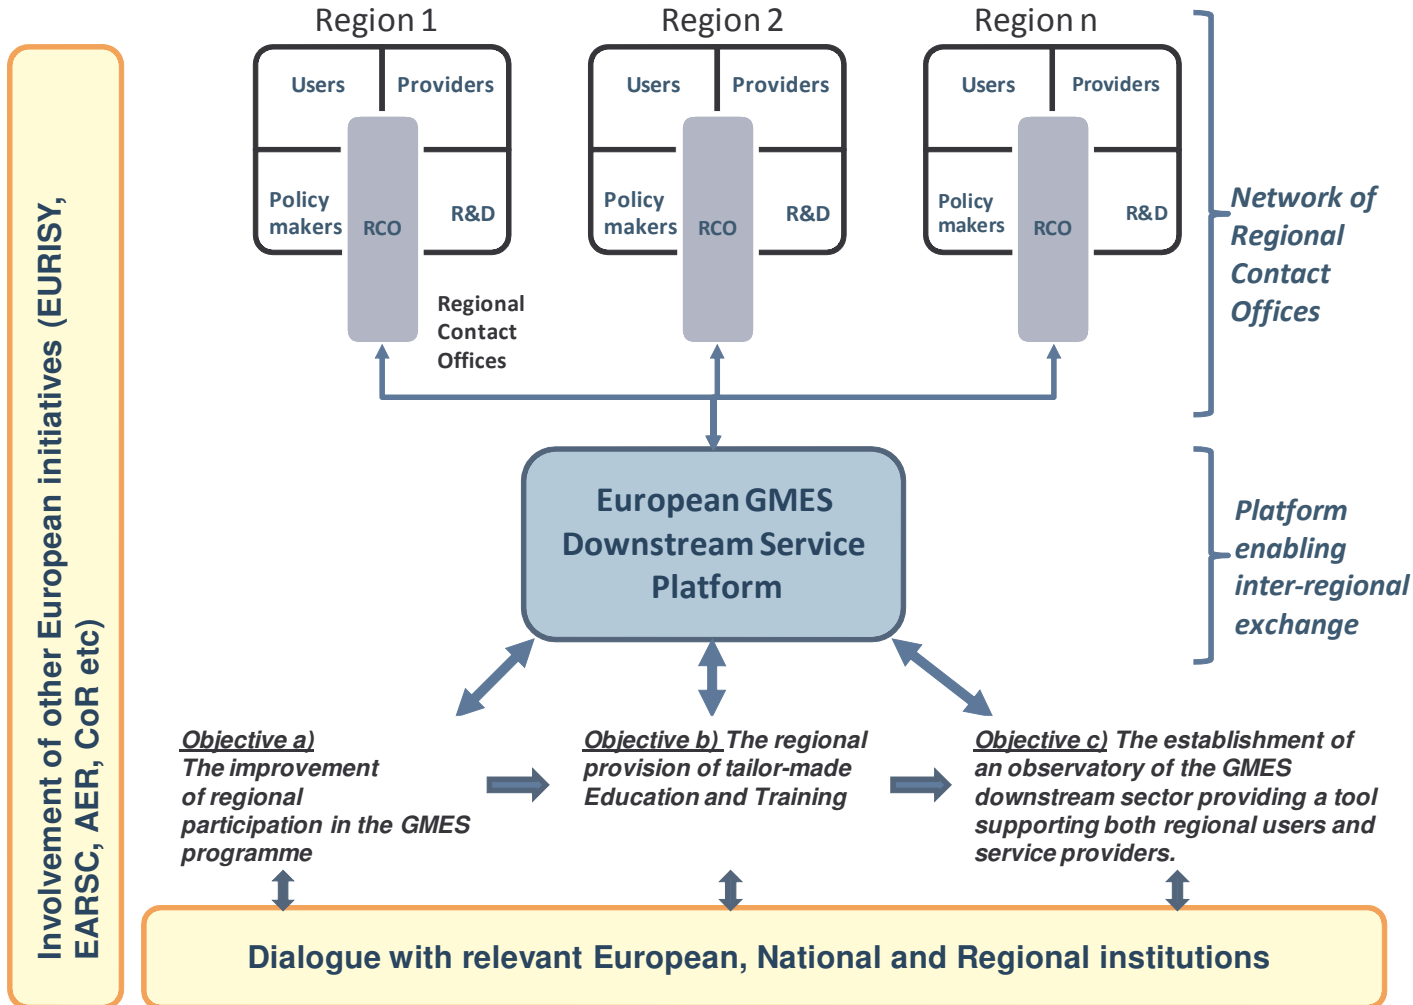 Involvement of other European initiatives (EURISY,
EARSC, AER, CoR etc)
Region 1
Users
Providers
Policy
makers
RCO
R&D
Regional
Contact
Offices
Region 2
Users
Providers
Policy
makers
RCO
R&D
Region n
Users
Providers
Policy
makers
RCO
R&D
Network of
Regional
Contact
Offices
European GMES
Downstream Service
Platform
Platform
enabling
inter-regional
exchange
Objective a)
The improvement
of regional
participation in the GMES
programme
Objective b) The regional
provision of tailor-made
Education and Training
Objective c) The establishment of
an observatory of the GMES
downstream sector providing a tool
supporting both regional users and
service providers.
Dialogue with relevant European, National and Regional institutions